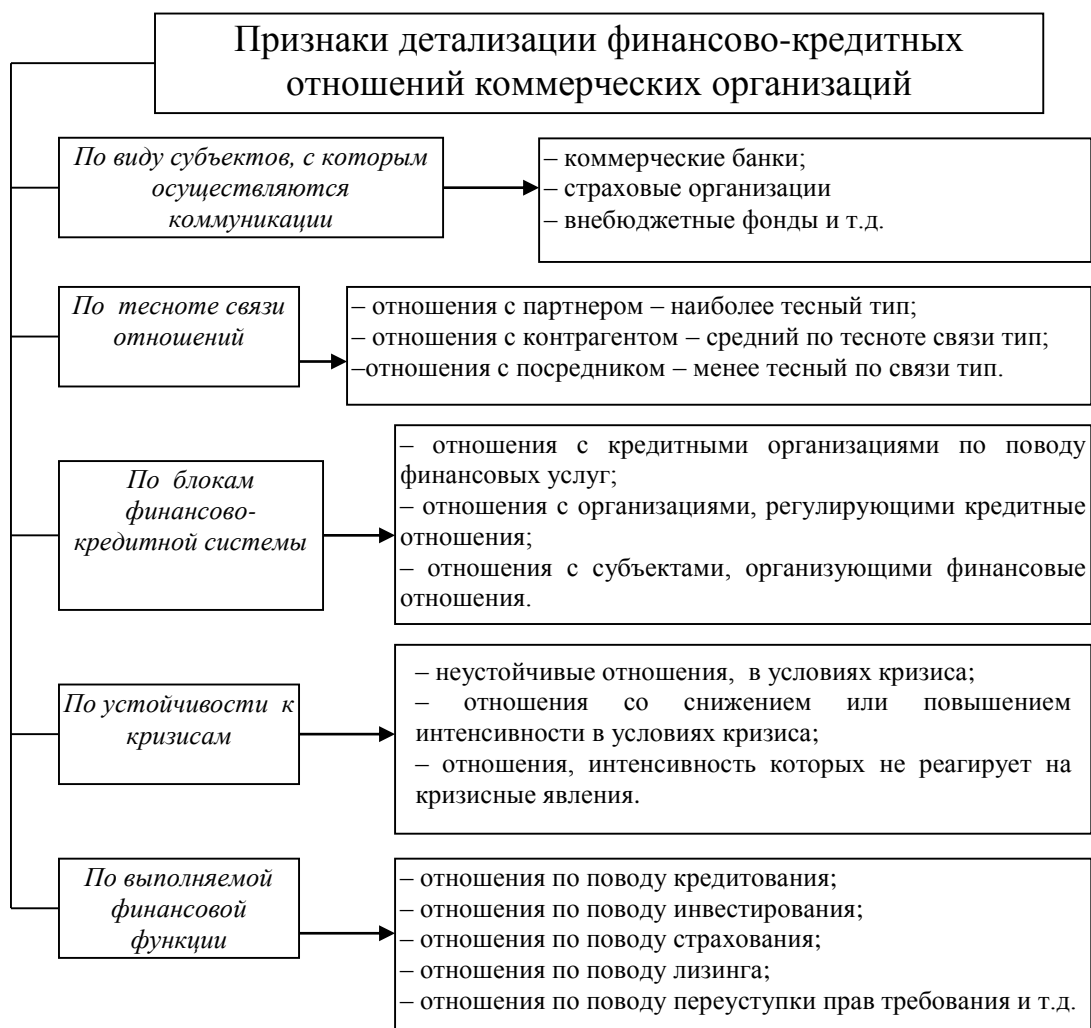 Признаки детализации финансово-кредитных
отношений коммерческих организаций
По виду субъектов, с которым
осуществляются
коммуникации
– коммерческие банки;
– страховые организации
– внебюджетные фонды и т.д.
По тесноте связи
отношений
– отношения с партнером – наиболее тесный тип;
– отношения с контрагентом – средний по тесноте связи тип;
–отношения с посредником – менее тесный по связи тип.
По блокам
финансово-
кредитной системы
– отношения с кредитными организациями по поводу
финансовых услуг;
– отношения с организациями, регулирующими кредитные
отношения;
– отношения с субъектами, организующими финансовые
отношения.
По устойчивости к
кризисам
– неустойчивые отношения, в условиях кризиса;
– отношения со снижением или повышением
интенсивности в условиях кризиса;
– отношения, интенсивность которых не реагирует на
кризисные явления.
По выполняемой
финансовой
функции
– отношения по поводу кредитования;
– отношения по поводу инвестирования;
– отношения по поводу страхования;
– отношения по поводу лизинга;
– отношения по поводу переуступки прав требования и т.д.